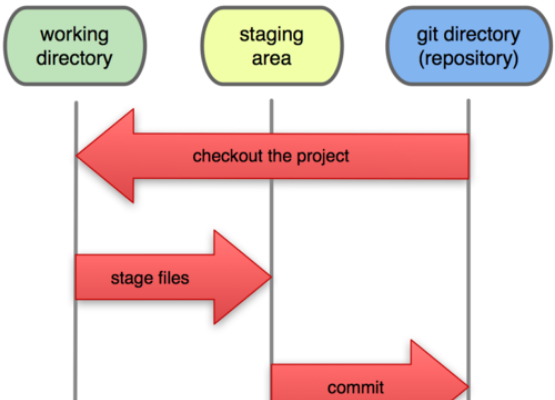 working
directory
staging
area
git directory
(repository)
checkout the project
stage files
commit